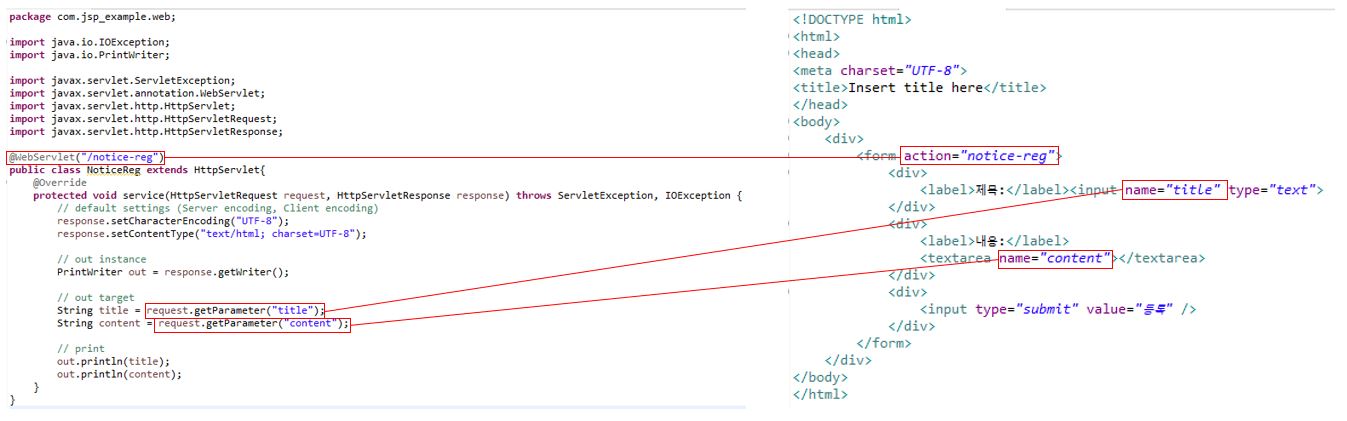 package com.jsp_example.web;
import java.io.IOException;
import java.io.PrintWriter;
import javax.servlet.ServletException;
import javax.servlet.annotation.WebServlet;
import javax.servlet.http.HttpServlet;
import javax.servlet.http.HttpServletRequest;
import javax.servlet.http.HttpServletResponse;
@WebServlet("/notice-reg")
public class NoticeReg extends HttpServlet{
@Override
protected void service(HttpServletRequest request, HttpServletResponse response) throws ServletException, IOException {
// default settings (Server encoding, Client encoding)
response.setCharacterEncoding("UTF-8");
response.setContentType("text/html; charset=UTF-8");
// out instance
PrintWriter out = response.getWriter();
// out target
String title = request.getParameter("title");
String content = request.getParameter("content");
// print
out.println(title);
out.println(content);
}
}
<!DOCTYPE html>
<html>
<head>
<meta charset="UTF-8">
<title>Insert title here</title>
</head>
<body>
<div>
<form action="notice-reg">
<div>
<label>제목:</label><input name="title" type="text">
</div>
<div>
<label>내용:</label>
<textarea name="content"></textarea>
</div>
<div>
<input type="submit" value="등록" />
</div>
</form>
</div>
</body>
</html>